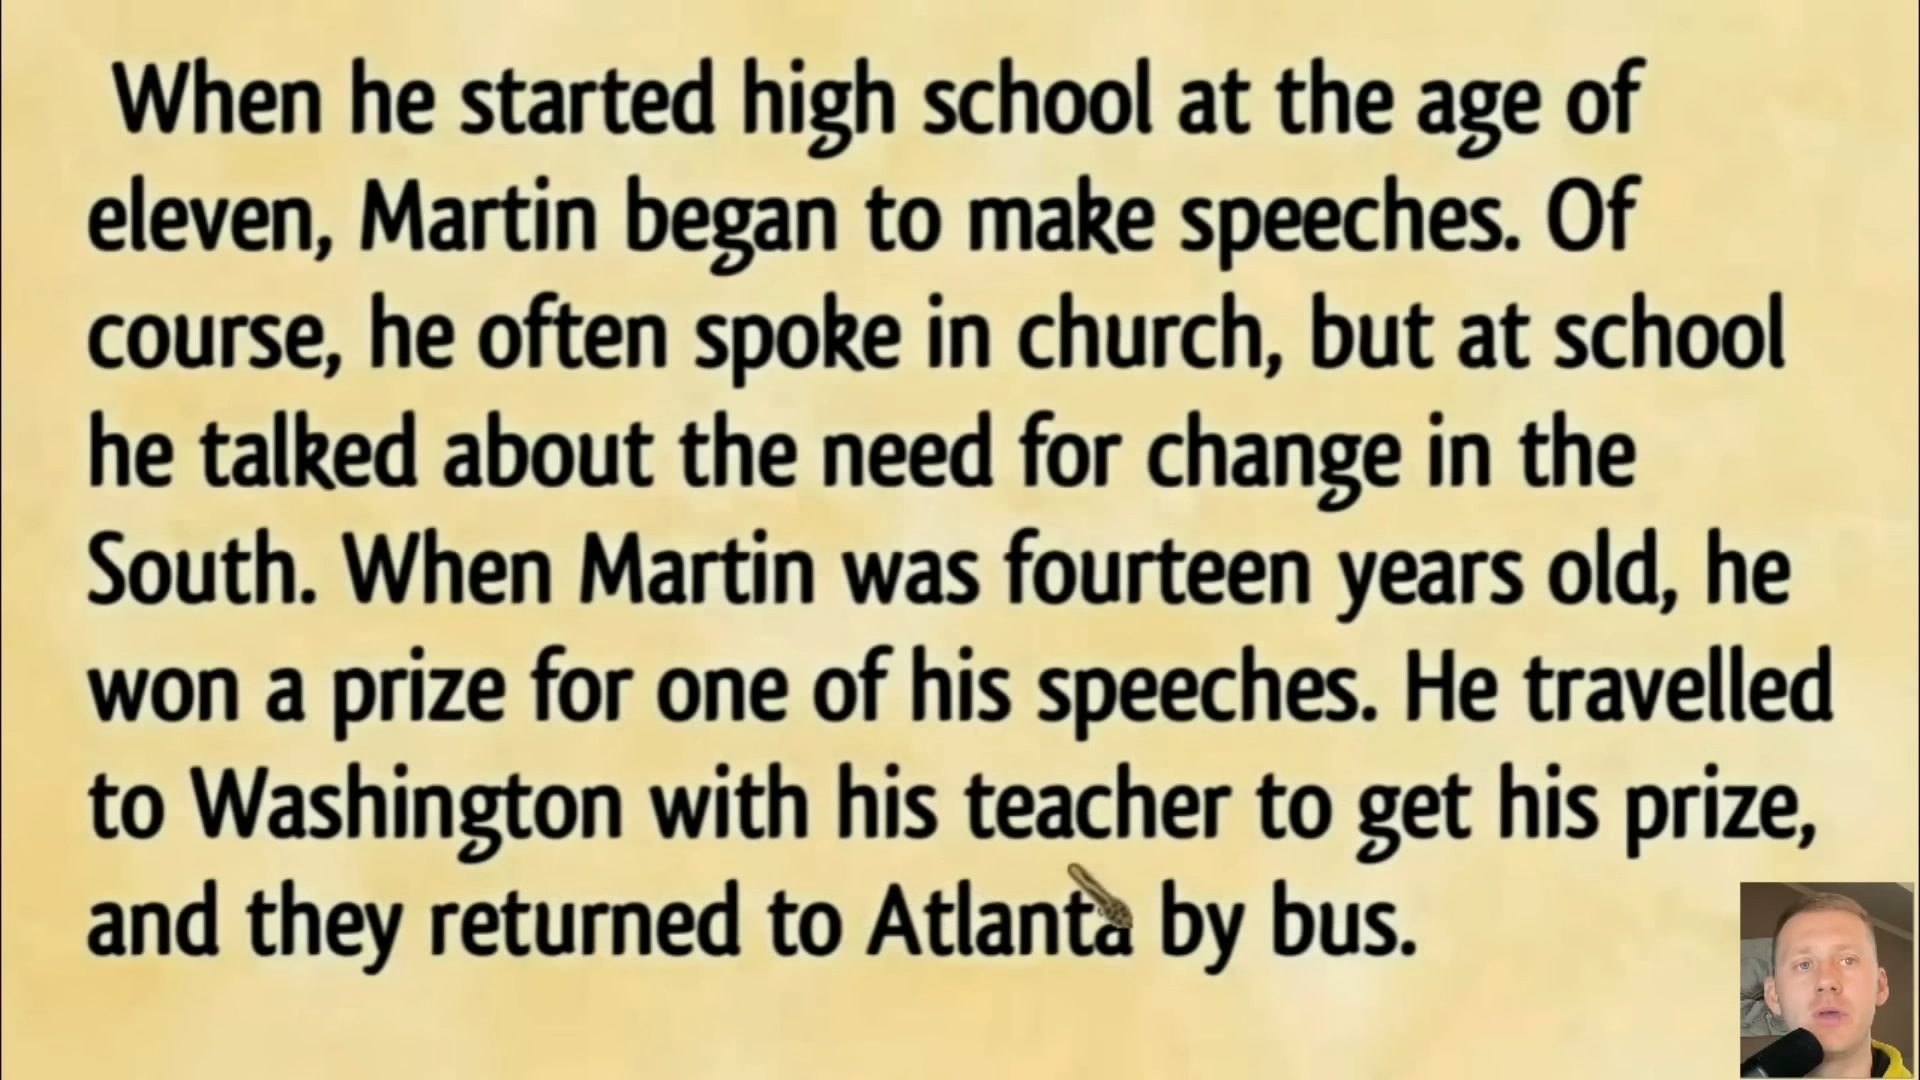 When he started high school at the age of
eleven, Martin began to make speeches. Of
course, he often spoke in church, but at school
he talked about the need for change in the
South. When Martin was fourteen years old, he
won a prize for one of his speeches. He travelled
to Washington with his teacher to get his prize,
and they returned to Atlanta by bus.